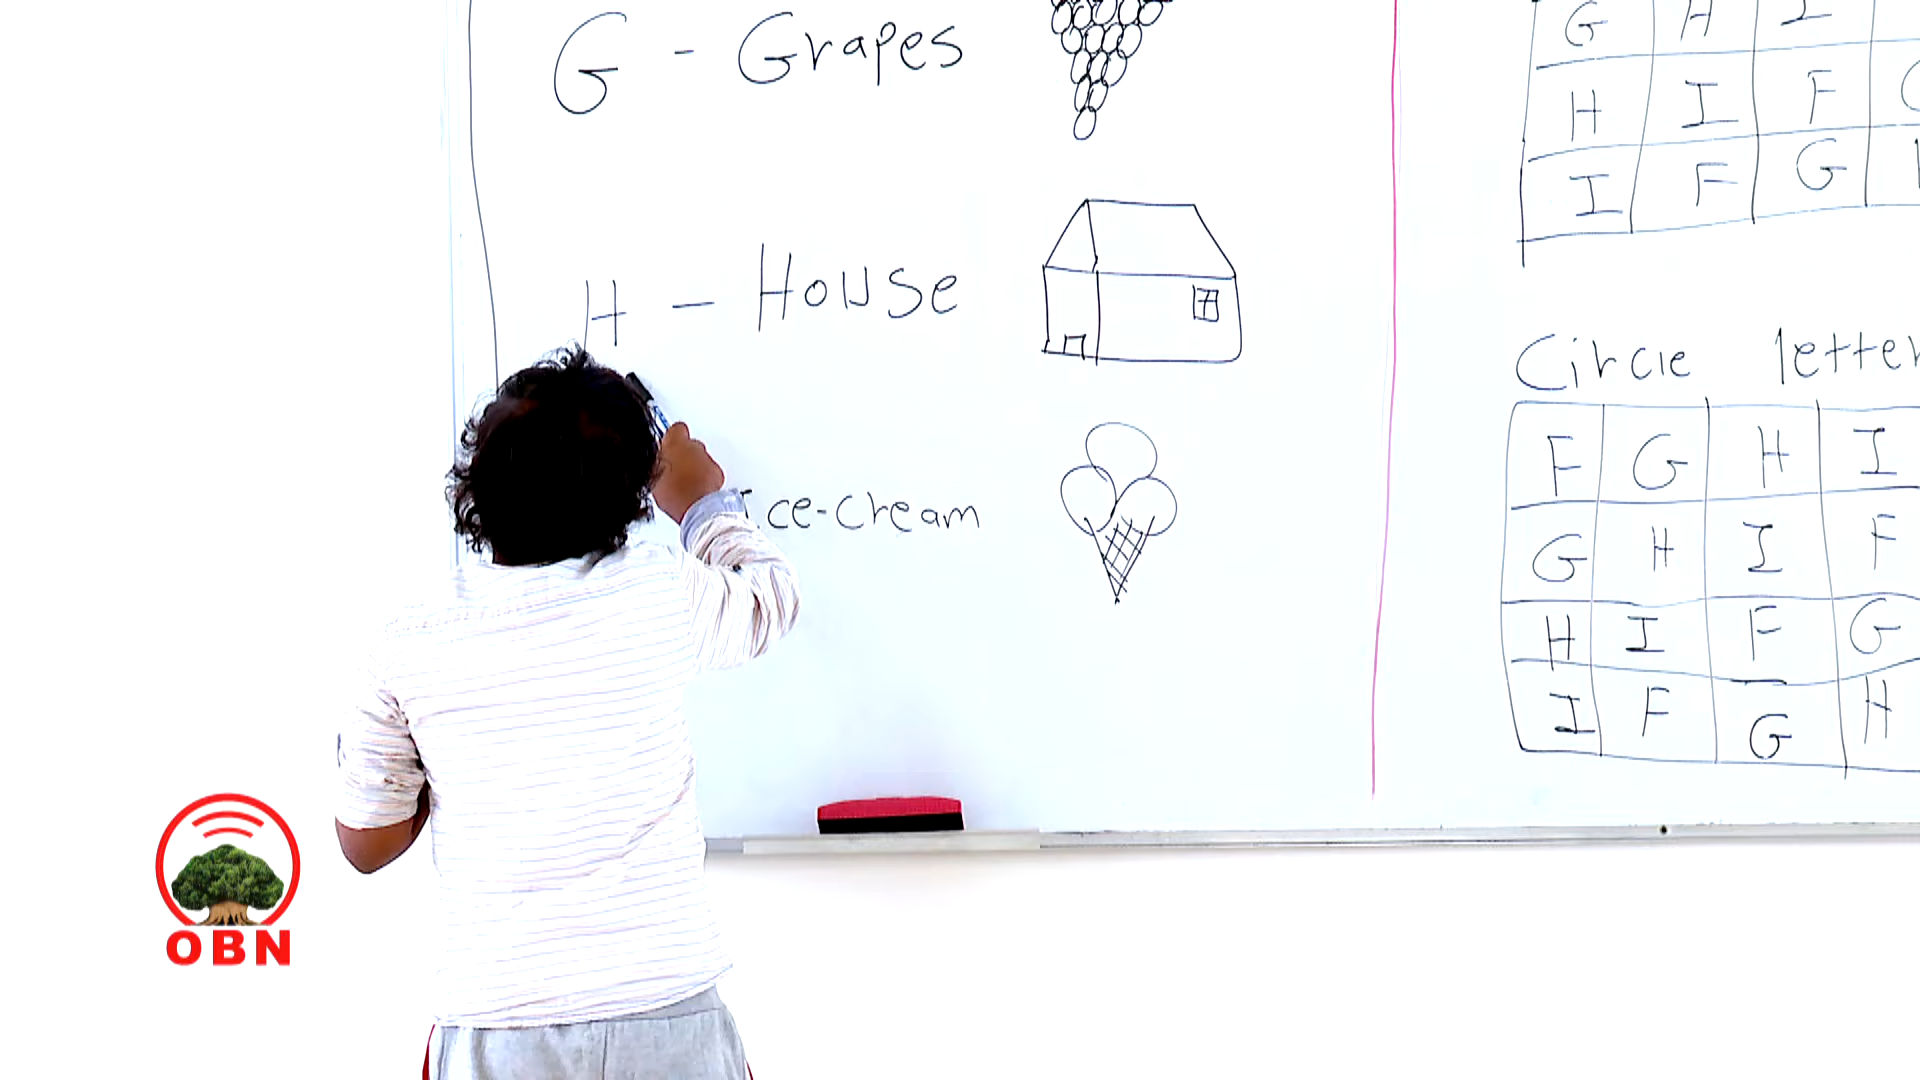 G - Grapes
H - House
Ice-cream
G H I
H I F
I F G
Circle letter
F G H I
G H I F
H I F G
I F G H
OBN